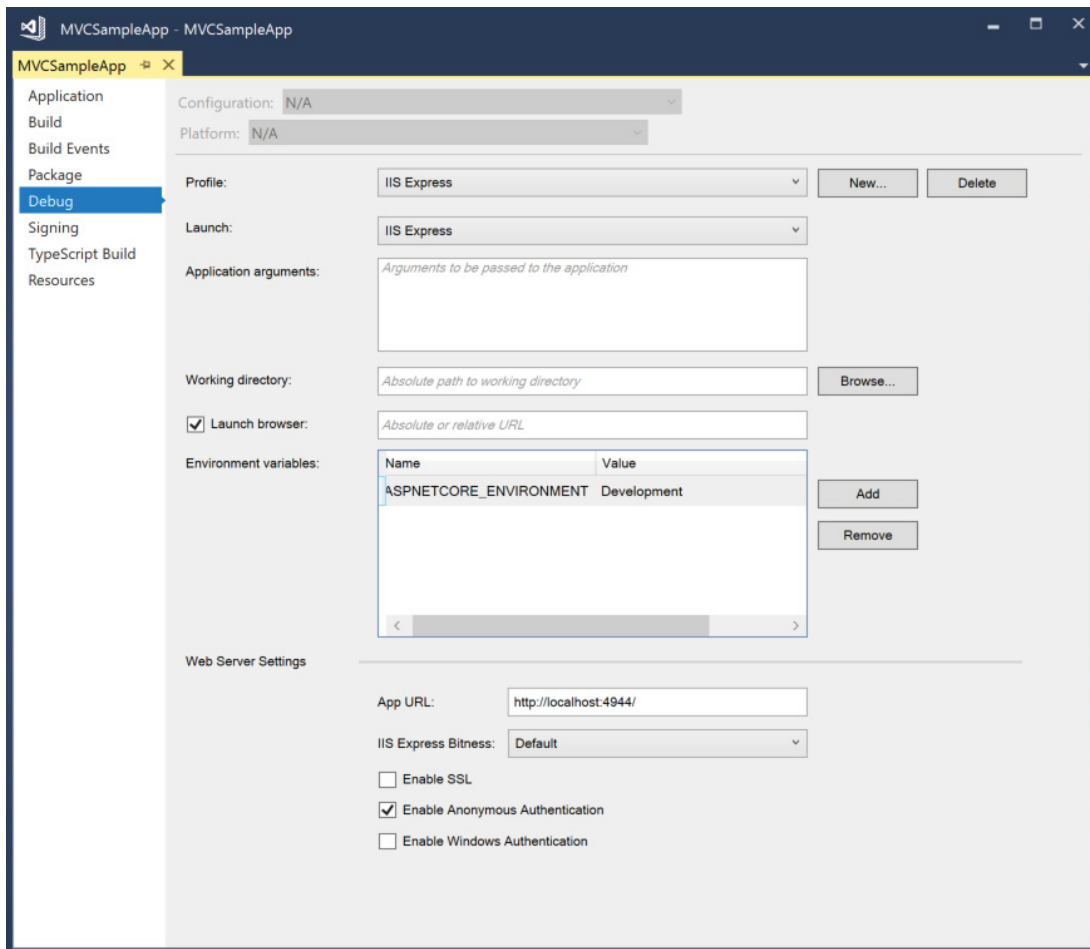 MVCSampleApp - MVCSampleApp
MVCSampleApp
Application
Build
Build Events
Package
Debug
Signing
TypeScript Build
Resources
Configuration: N/A
Platform: N/A
Profile: IIS Express New... Delete
Launch: IIS Express
Application arguments: Arguments to be passed to the application
Working directory: Absolute path to working directory Browse...
Launch browser: Absolute or relative URL
Environment variables: Name Value
ASPNETCORE_ENVIRONMENT Development
Add
Remove
Web Server Settings
App URL: http://localhost:4944/
IIS Express Bitness: Default
Enable SSL
Enable Anonymous Authentication
Enable Windows Authentication